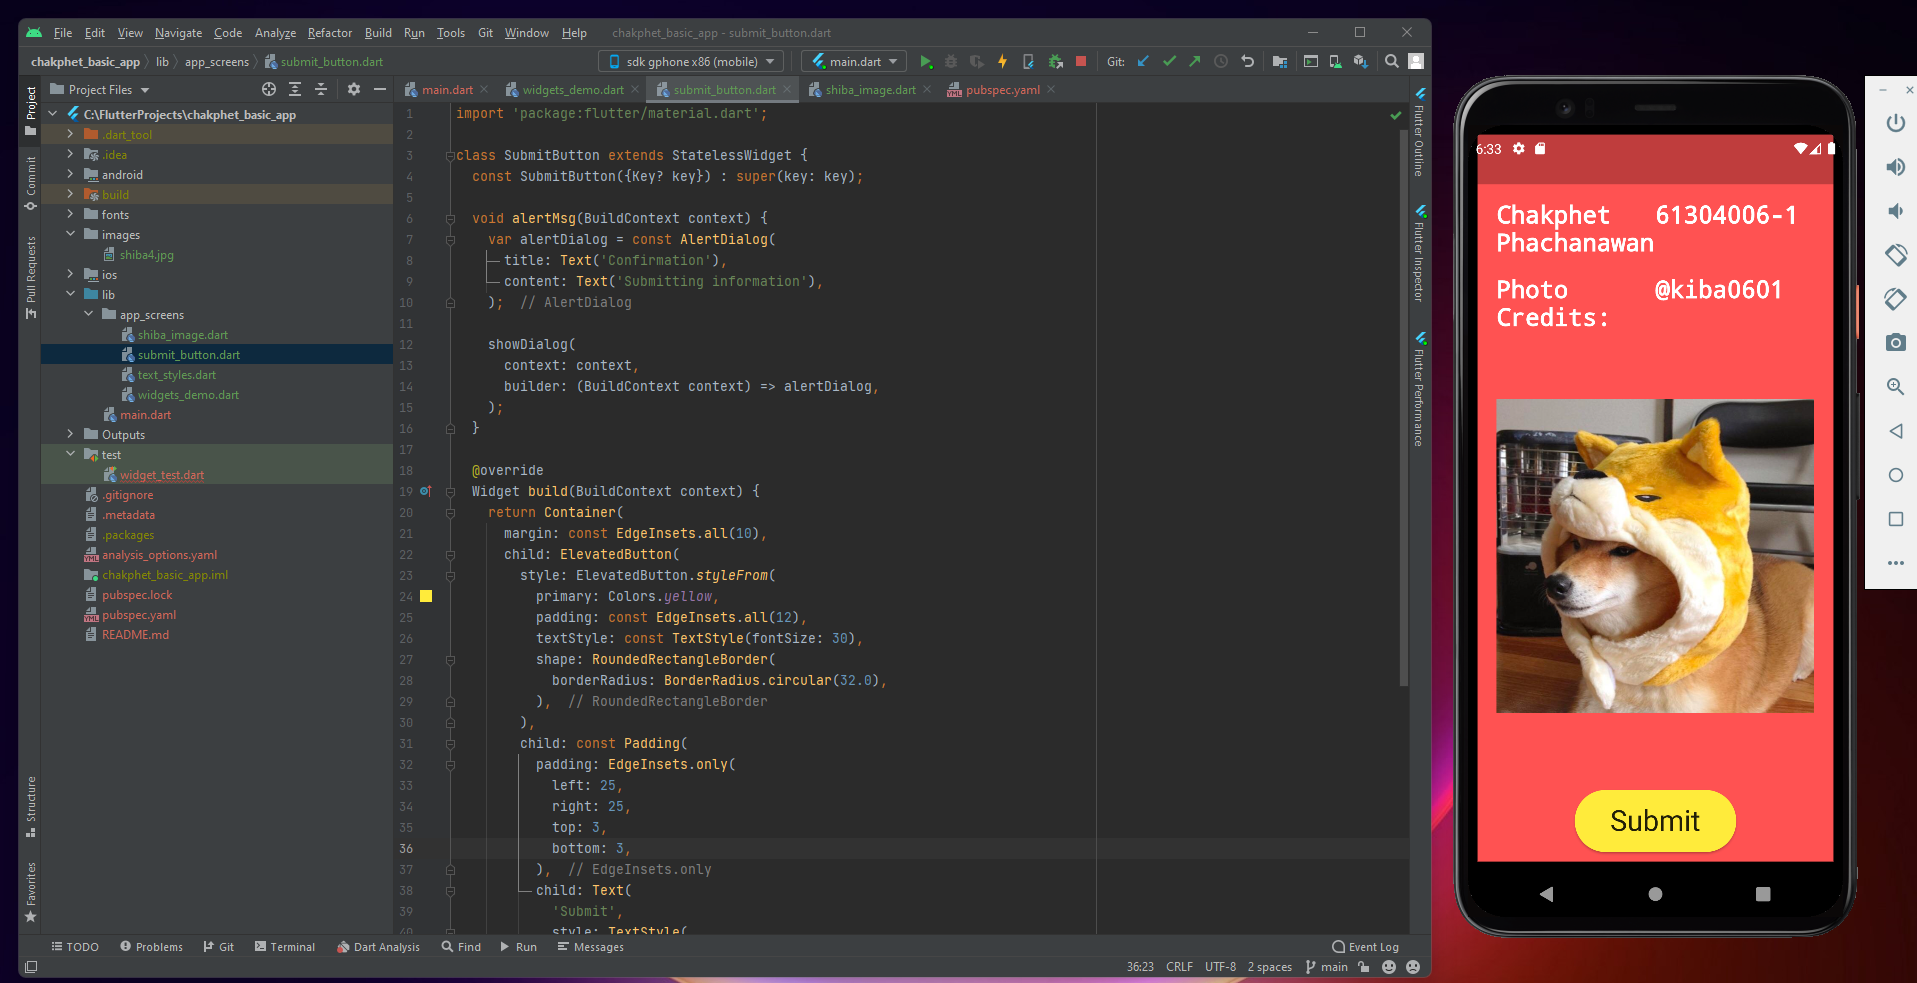 File Edit View Navigate Code Analyze Refactor Build Run Tools Git Window Help chakphet_basic_app - submit_button.dart
chakphet_basic_app lib app_screens submit_button.dart sdk gphone x86 (mobile) main.dart Git:
Project Files
main.dart widgets_demo.dart submit_button.dart shiba_image.dart pubspec.yaml
Project
Commit
Pull Requests
Structure
Favorites
C:\FlutterProjects\chakphet_basic_app
.dart_tool
.idea
android
build
fonts
images
shiba4.jpg
ios
lib
app_screens
shiba_image.dart
submit_button.dart
text_styles.dart
widgets_demo.dart
main.dart
Outputs
test
widget_test.dart
.gitignore
.metadata
.packages
analysis_options.yaml
chakphet_basic_app.iml
pubspec.lock
pubspec.yaml
README.md
1 import 'package:flutter/material.dart';
2
3 class SubmitButton extends StatelessWidget {
4 const SubmitButton({Key? key}) : super(key: key);
5
6 void alertMsg(BuildContext context) {
7 var alertDialog = const AlertDialog(
8 title: Text('Confirmation'),
9 content: Text('Submitting information'),
10 ); // AlertDialog
11
12 showDialog(
13 context: context,
14 builder: (BuildContext context) => alertDialog,
15 );
16 }
17
18 @override
19 Widget build(BuildContext context) {
20 return Container(
21 margin: const EdgeInsets.all(10),
22 child: ElevatedButton(
23 style: ElevatedButton.styleFrom(
24 primary: Colors.yellow,
25 padding: const EdgeInsets.all(12),
26 textStyle: const TextStyle(fontSize: 30),
27 shape: RoundedRectangleBorder(
28 borderRadius: BorderRadius.circular(32.0),
29 ), // RoundedRectangleBorder
30 ),
31 child: const Padding(
32 padding: EdgeInsets.only(
33 left: 25,
34 right: 25,
35 top: 3,
36 bottom: 3,
37 ), // EdgeInsets.only
38 child: Text(
39 'Submit',
40 style: TextStyle(
Flutter Outline
Flutter Inspector
Flutter Performance
TODO Problems Git Terminal Dart Analysis Find Run Messages Event Log
36:23 CRLF UTF-8 2 spaces main
6:33
Chakphet 61304006-1
Phachanawan
Photo @kiba0601
Credits:
Submit